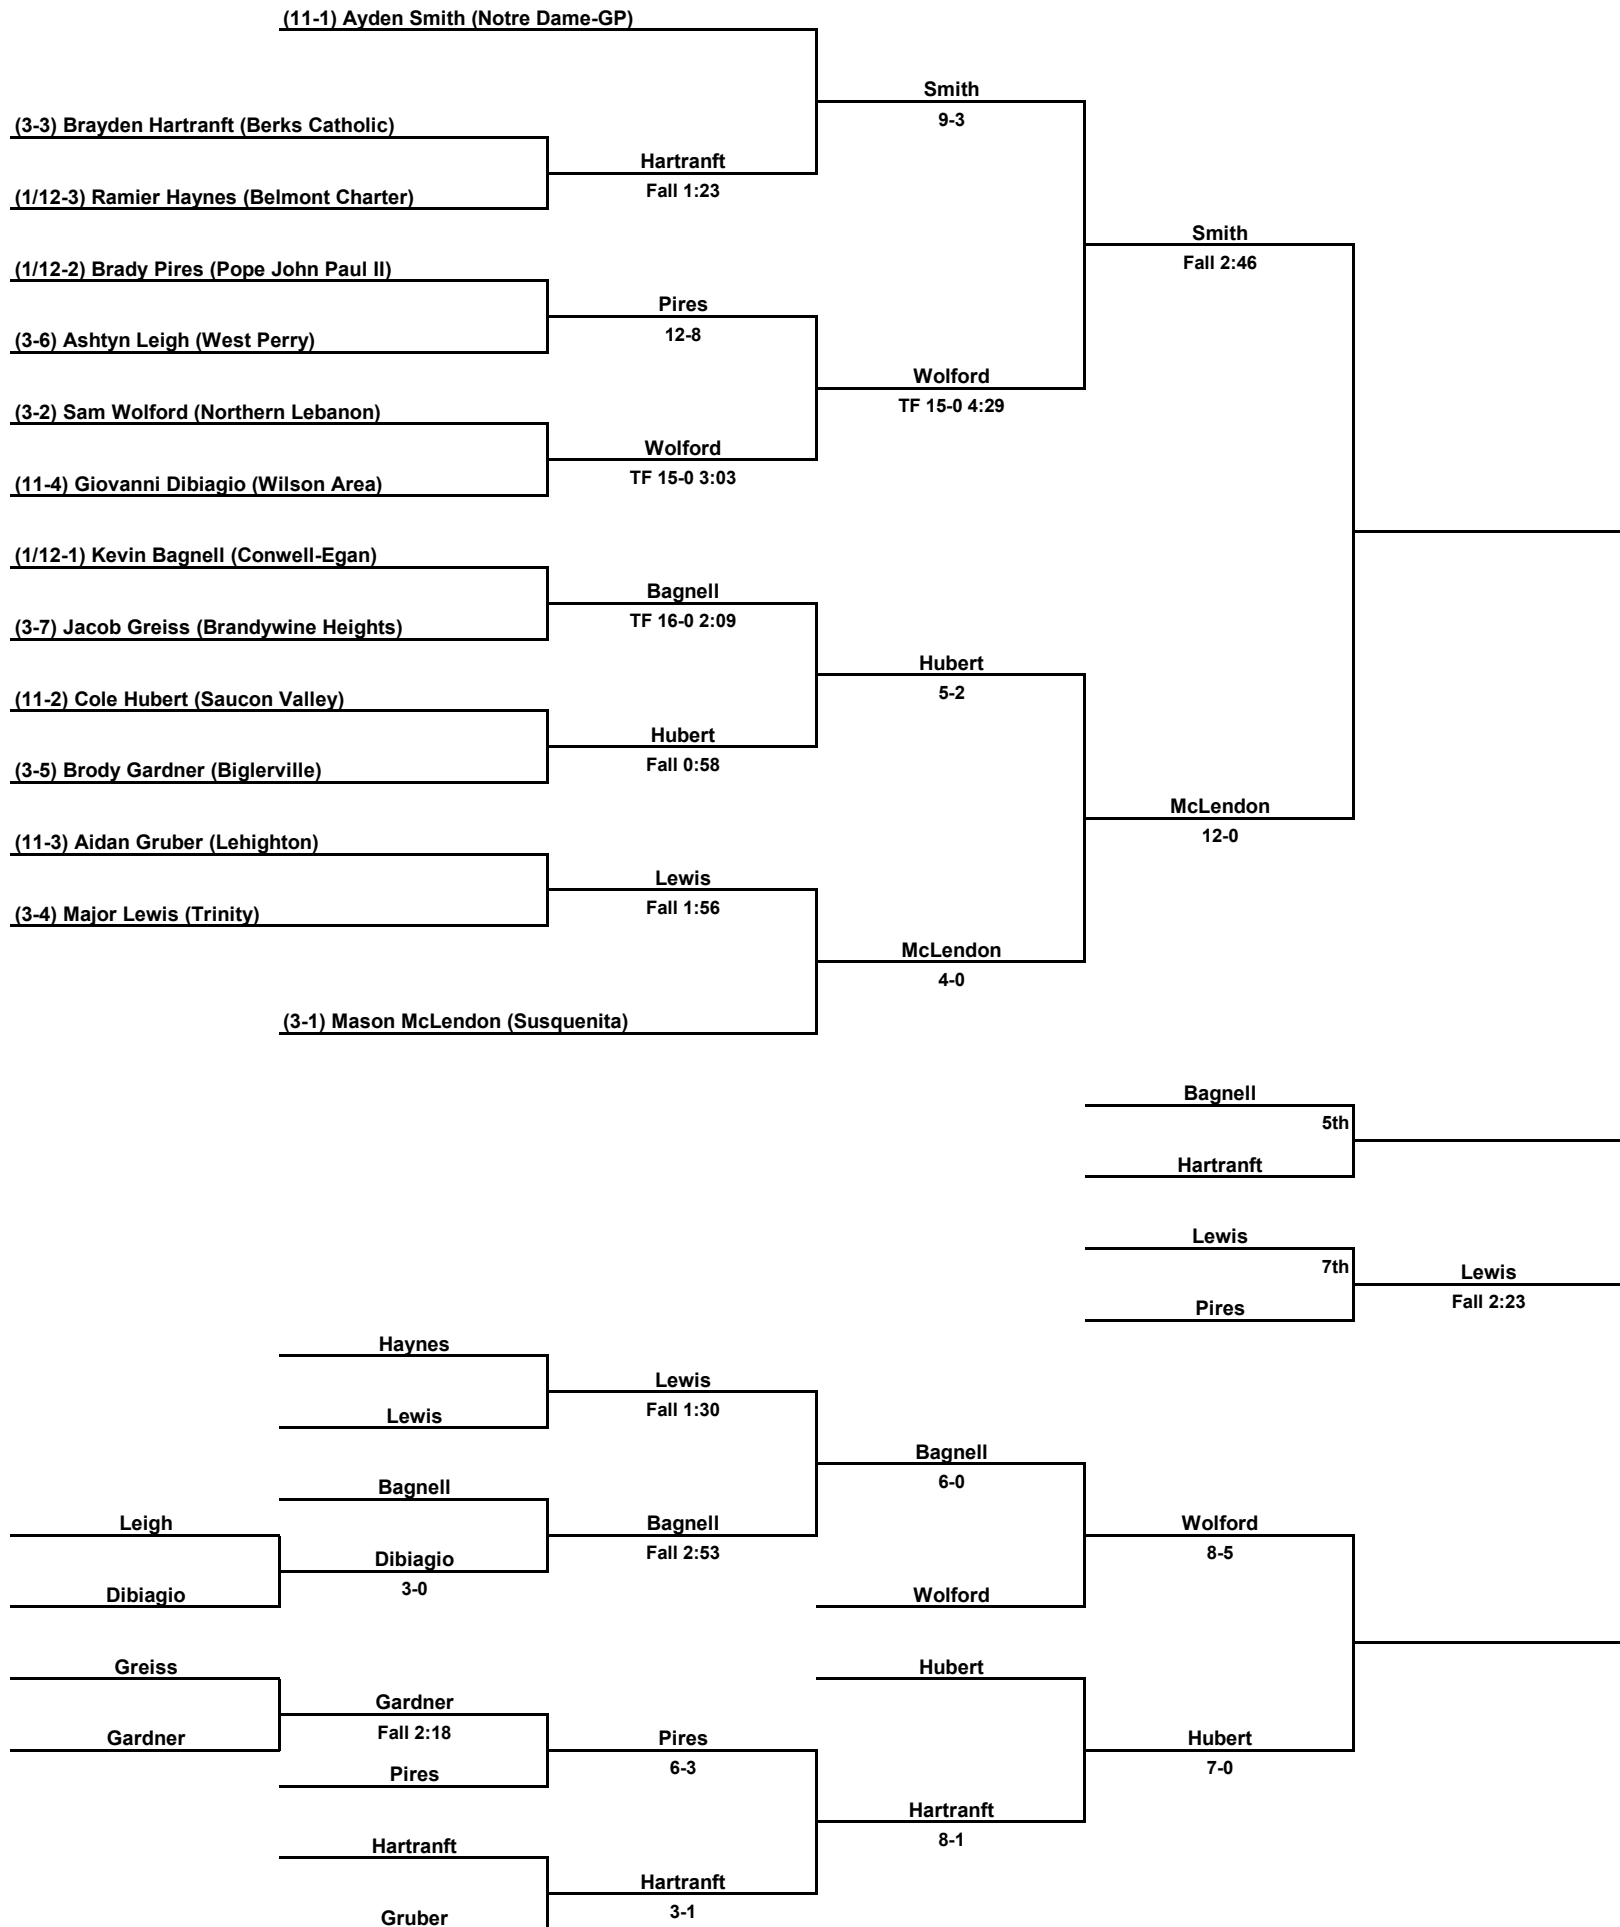 (11-1) Ayden Smith (Notre Dame-GP)
Smith
9-3
(3-3) Brayden Hartranft (Berks Catholic)
Hartranft
Fall 1:23
(1/12-3) Ramier Haynes (Belmont Charter)
Smith
Fall 2:46
(1/12-2) Brady Pires (Pope John Paul II)
Pires
12-8
(3-6) Ashtyn Leigh (West Perry)
Wolford
TF 15-0 4:29
(3-2) Sam Wolford (Northern Lebanon)
Wolford
TF 15-0 3:03
(11-4) Giovanni Dibiagio (Wilson Area)
(1/12-1) Kevin Bagnell (Conwell-Egan)
Bagnell
TF 16-0 2:09
(3-7) Jacob Greiss (Brandywine Heights)
Hubert
5-2
(11-2) Cole Hubert (Saucon Valley)
Hubert
Fall 0:58
(3-5) Brody Gardner (Biglerville)
McLendon
12-0
(11-3) Aidan Gruber (Lehighton)
Lewis
Fall 1:56
(3-4) Major Lewis (Trinity)
McLendon
4-0
(3-1) Mason McLendon (Susquenita)
Bagnell
5th
Hartranft
Lewis
7th
Lewis
Fall 2:23
Pires
Haynes
Lewis
Fall 1:30
Lewis
Bagnell
6-0
Bagnell
Leigh
Bagnell
Fall 2:53
Wolford
8-5
Dibiagio
3-0
Dibiagio
Wolford
Greiss
Hubert
Gardner
Fall 2:18
Gardner
Pires
6-3
Hubert
7-0
Pires
Hartranft
8-1
Hartranft
Hartranft
3-1
Gruber